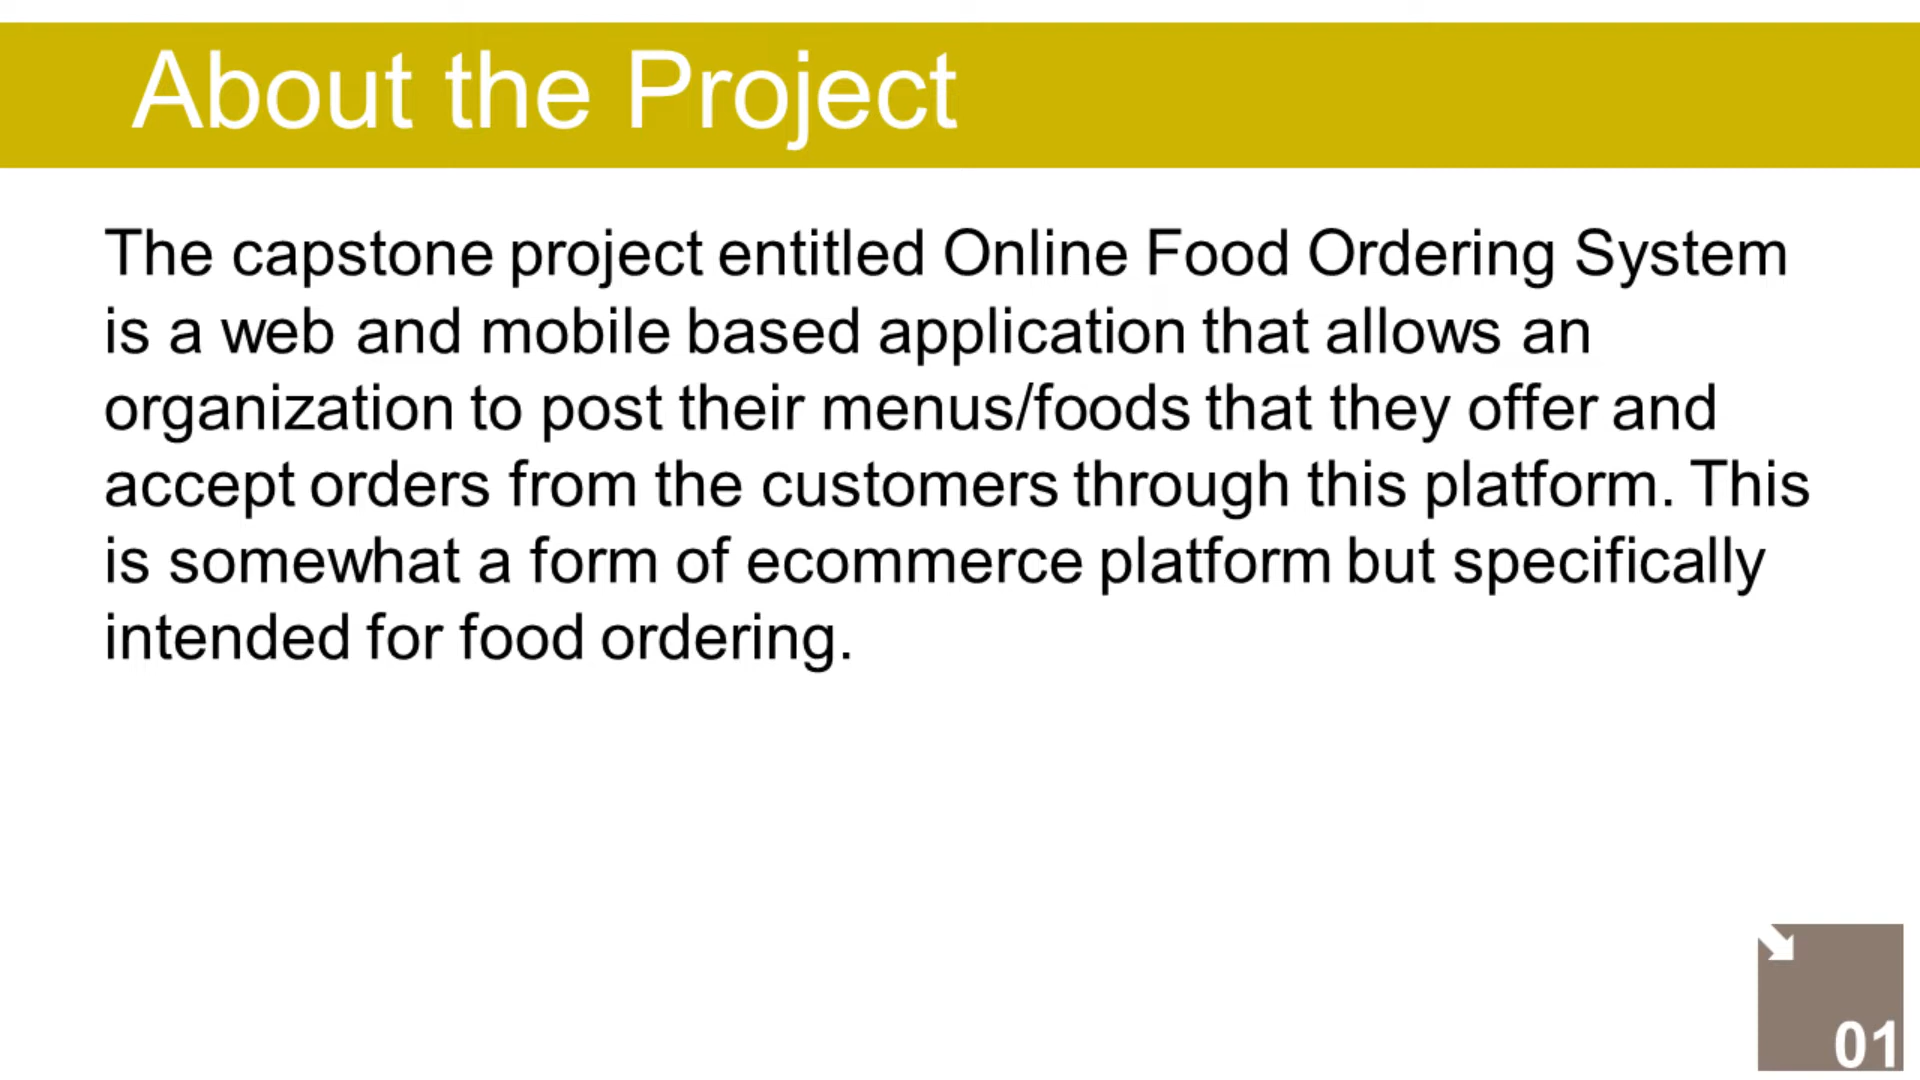 About the Project
The capstone project entitled Online Food Ordering System
is a web and mobile based application that allows an
organization to post their menus/foods that they offer and
accept orders from the customers through this platform. This
is somewhat a form of ecommerce platform but specifically
intended for food ordering.
01